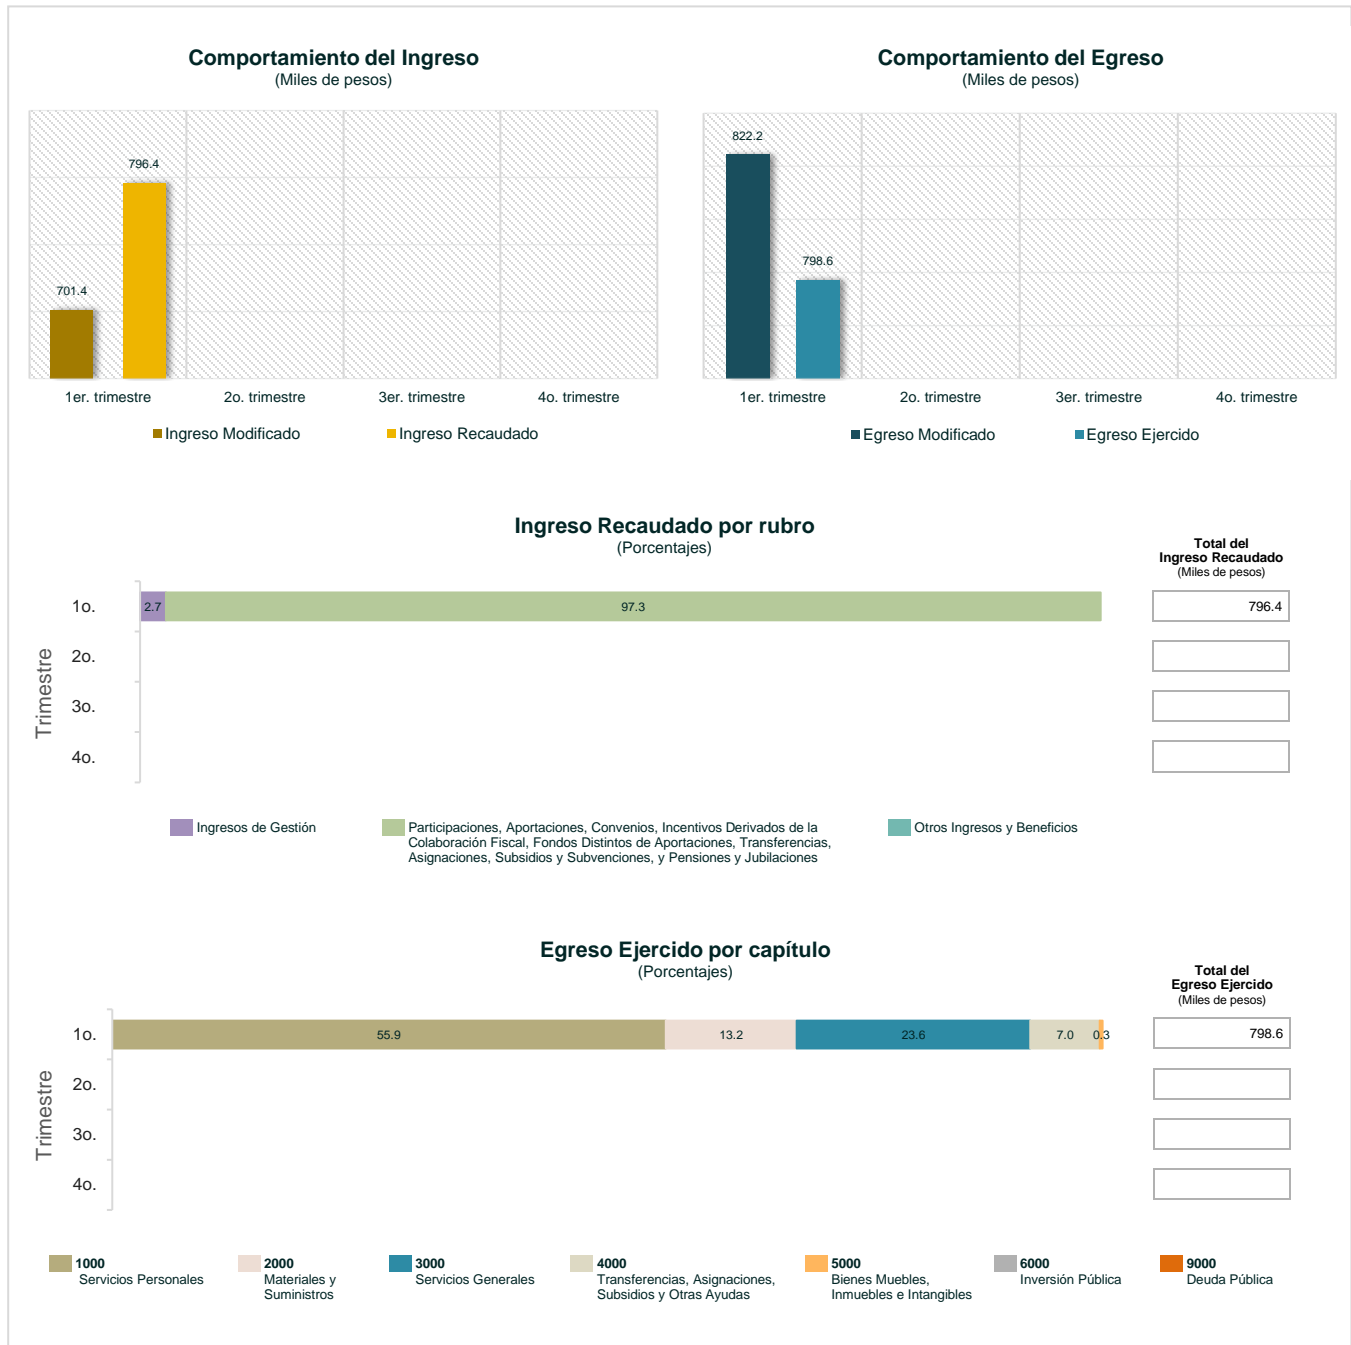 Comportamiento del Ingreso
(Miles de pesos)
796.4
701.4
1er. trimestre
2o. trimestre
3er. trimestre
4o. trimestre
Ingreso Modificado
Ingreso Recaudado
Comportamiento del Egreso
(Miles de pesos)
822.2
798.6
1er. trimestre
2o. trimestre
3er. trimestre
4o. trimestre
Egreso Modificado
Egreso Ejercido
Ingreso Recaudado por rubro
(Porcentajes)
Total del
Ingreso Recaudado
(Miles de pesos)
Trimestre
1o.
2.7
97.3
796.4
2o.
3o.
4o.
Ingresos de Gestión
Participaciones, Aportaciones, Convenios, Incentivos Derivados de la
Colaboración Fiscal, Fondos Distintos de Aportaciones, Transferencias,
Asignaciones, Subsidios y Subvenciones, y Pensiones y Jubilaciones
Otros Ingresos y Beneficios
Egreso Ejercido por capítulo
(Porcentajes)
Total del
Egreso Ejercido
(Miles de pesos)
Trimestre
1o.
55.9
13.2
23.6
7.0
0.3
798.6
2o.
3o.
4o.
1000
Servicios Personales
2000
Materiales y
Suministros
3000
Servicios Generales
4000
Transferencias, Asignaciones,
Subsidios y Otras Ayudas
5000
Bienes Muebles,
Inmuebles e Intangibles
6000
Inversión Pública
9000
Deuda Pública